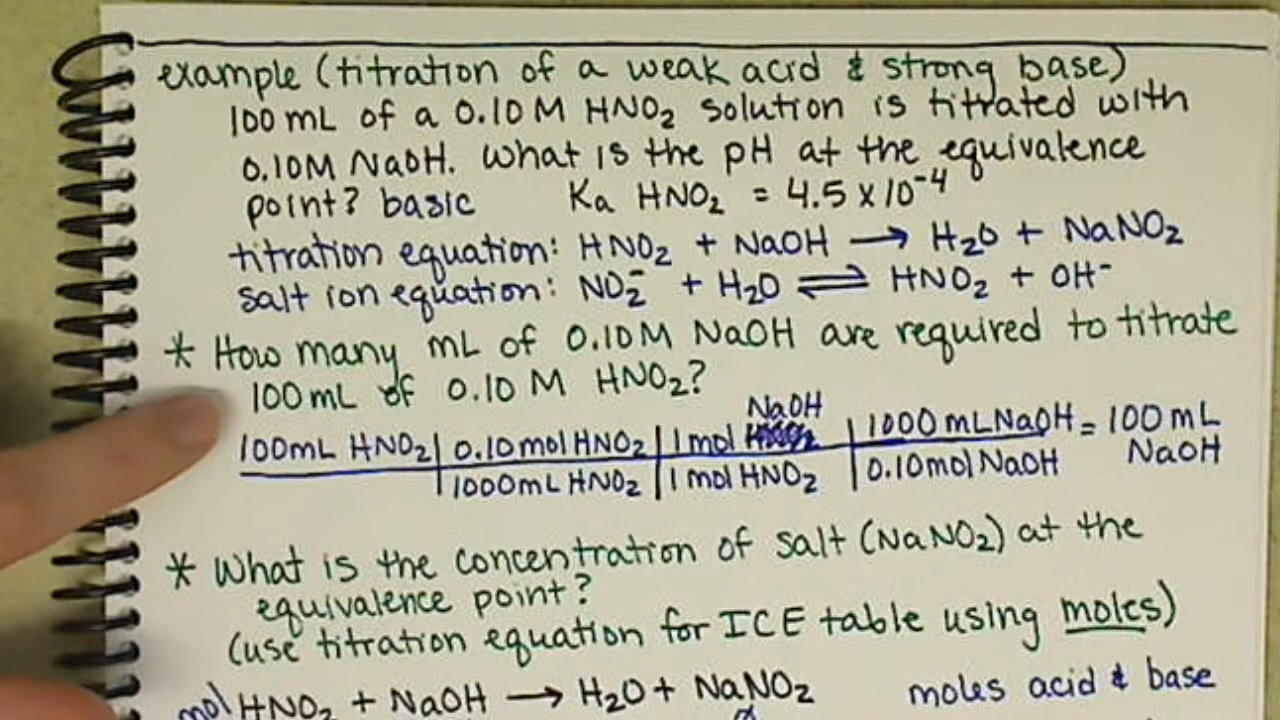 example (titration of a weak acid & strong base)
100 mL of a 0.10 M HNO₂ solution is titrated with
0.10M NaOH. What is the pH at the equivalence
point? basic Ka HNO₂ = 4.5 x 10⁻⁴
titration equation: HNO₂ + NaOH → H₂O + NaNO₂
salt ion equation: NO₂⁻ + H₂O ⇌ HNO₂ + OH⁻
* How many mL of 0.10M NaOH are required to titrate
100 mL of 0.10 M HNO₂?
NaOH
100mL HNO₂ | 0.10 mol HNO₂ | 1 mol | 1000 mL NaOH = 100 mL
1000mL HNO₂ | 1 mol HNO₂ | 0.10 mol NaOH NaOH
* What is the concentration of salt (NaNO₂) at the
equivalence point?
(use titration equation for ICE table using moles)
mol HNO₂ + NaOH → H₂O + NaNO₂ moles acid & base